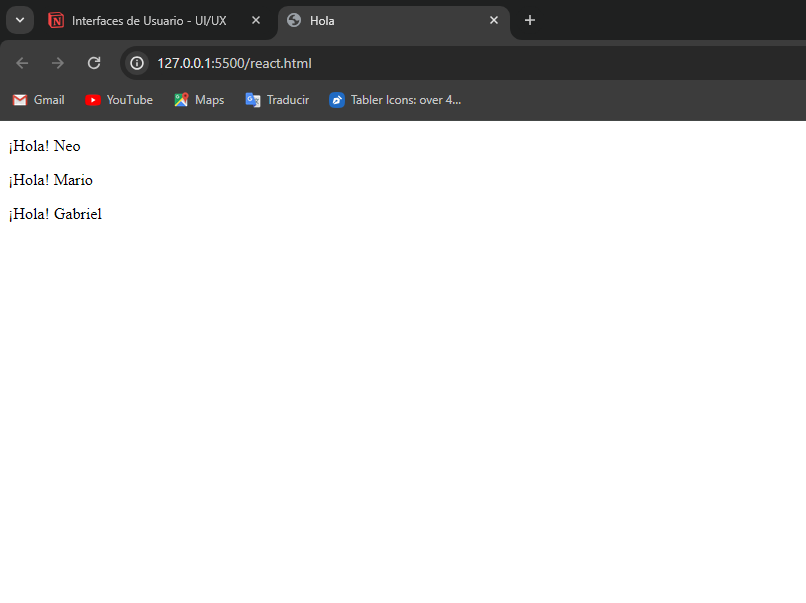 Interfaces de Usuario - UI/UX
Hola
127.0.0.1:5500/react.html
Gmail
YouTube
Maps
Traducir
Tabler Icons: over 4...
¡Hola! Neo
¡Hola! Mario
¡Hola! Gabriel